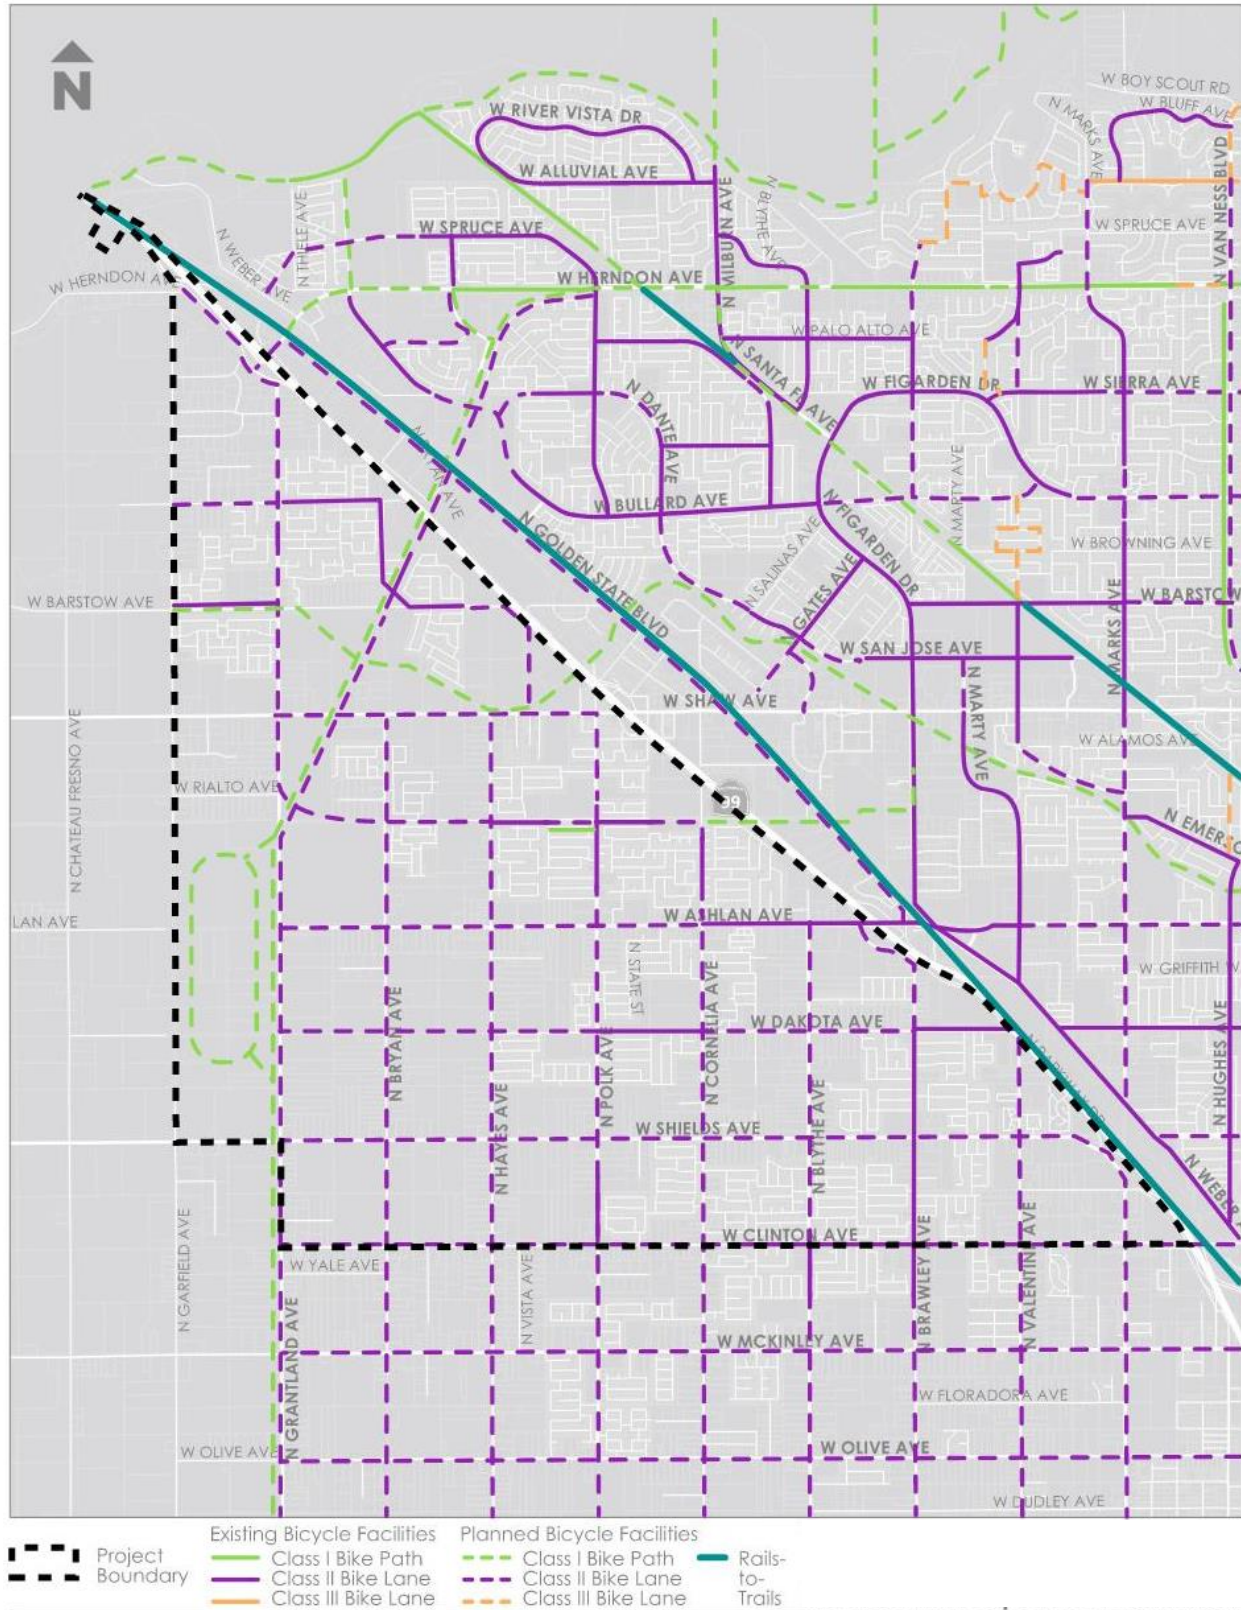 N
W BOY SCOUT RD
W BLUFF AVE
N MARKS AVE
W RIVER VISTA DR
W ALLUVIAL AVE
N MILBURN AVE
N BLYTHE AVE
N VAN NESS BLVD
N THIELE AVE
W SPRUCE AVE
W SPRUCE AVE
N WEBER AVE
W HERNDON AVE
W HERNDON AVE
W PALO ALTO AVE
N SANTA FE AVE
W FIGARDEN DR
W SIERRA AVE
N DANTE AVE
N MARTY AVE
W BULLARD AVE
N GOLDEN STATE BLVD
N SALINAS AVE
N FIGARDEN DR
W BROWNING AVE
W BARSTOW AVE
N GATES AVE
W BARSTOW
W SAN JOSE AVE
N MARKS AVE
N MARTY AVE
W SHAW AVE
N CHATEAU FRESNO AVE
W ALAMOS AVE
W RIALTO AVE
99
N EMERSO
LAN AVE
W ASHLAN AVE
N STATE ST
W GRIFFITH W
N BRYAN AVE
N CORNELIA AVE
W DAKOTA AVE
N POLK AVE
N HAYES AVE
N BLYTHE AVE
N HUGHES AVE
W SHIELDS AVE
N WEBER A
W CLINTON AVE
N GARFIELD AVE
W YALE AVE
N VISTA AVE
N BRAWLEY AVE
N VALENTINE AVE
N GRANTLAND AVE
W MCKINLEY AVE
W FLORADORA AVE
W OLIVE AVE
W OLIVE AVE
W DUDLEY AVE
Project
Boundary
Existing Bicycle Facilities
Class I Bike Path
Class II Bike Lane
Class III Bike Lane
Planned Bicycle Facilities
Class I Bike Path
Class II Bike Lane
Class III Bike Lane
Rails-
to-
Trails